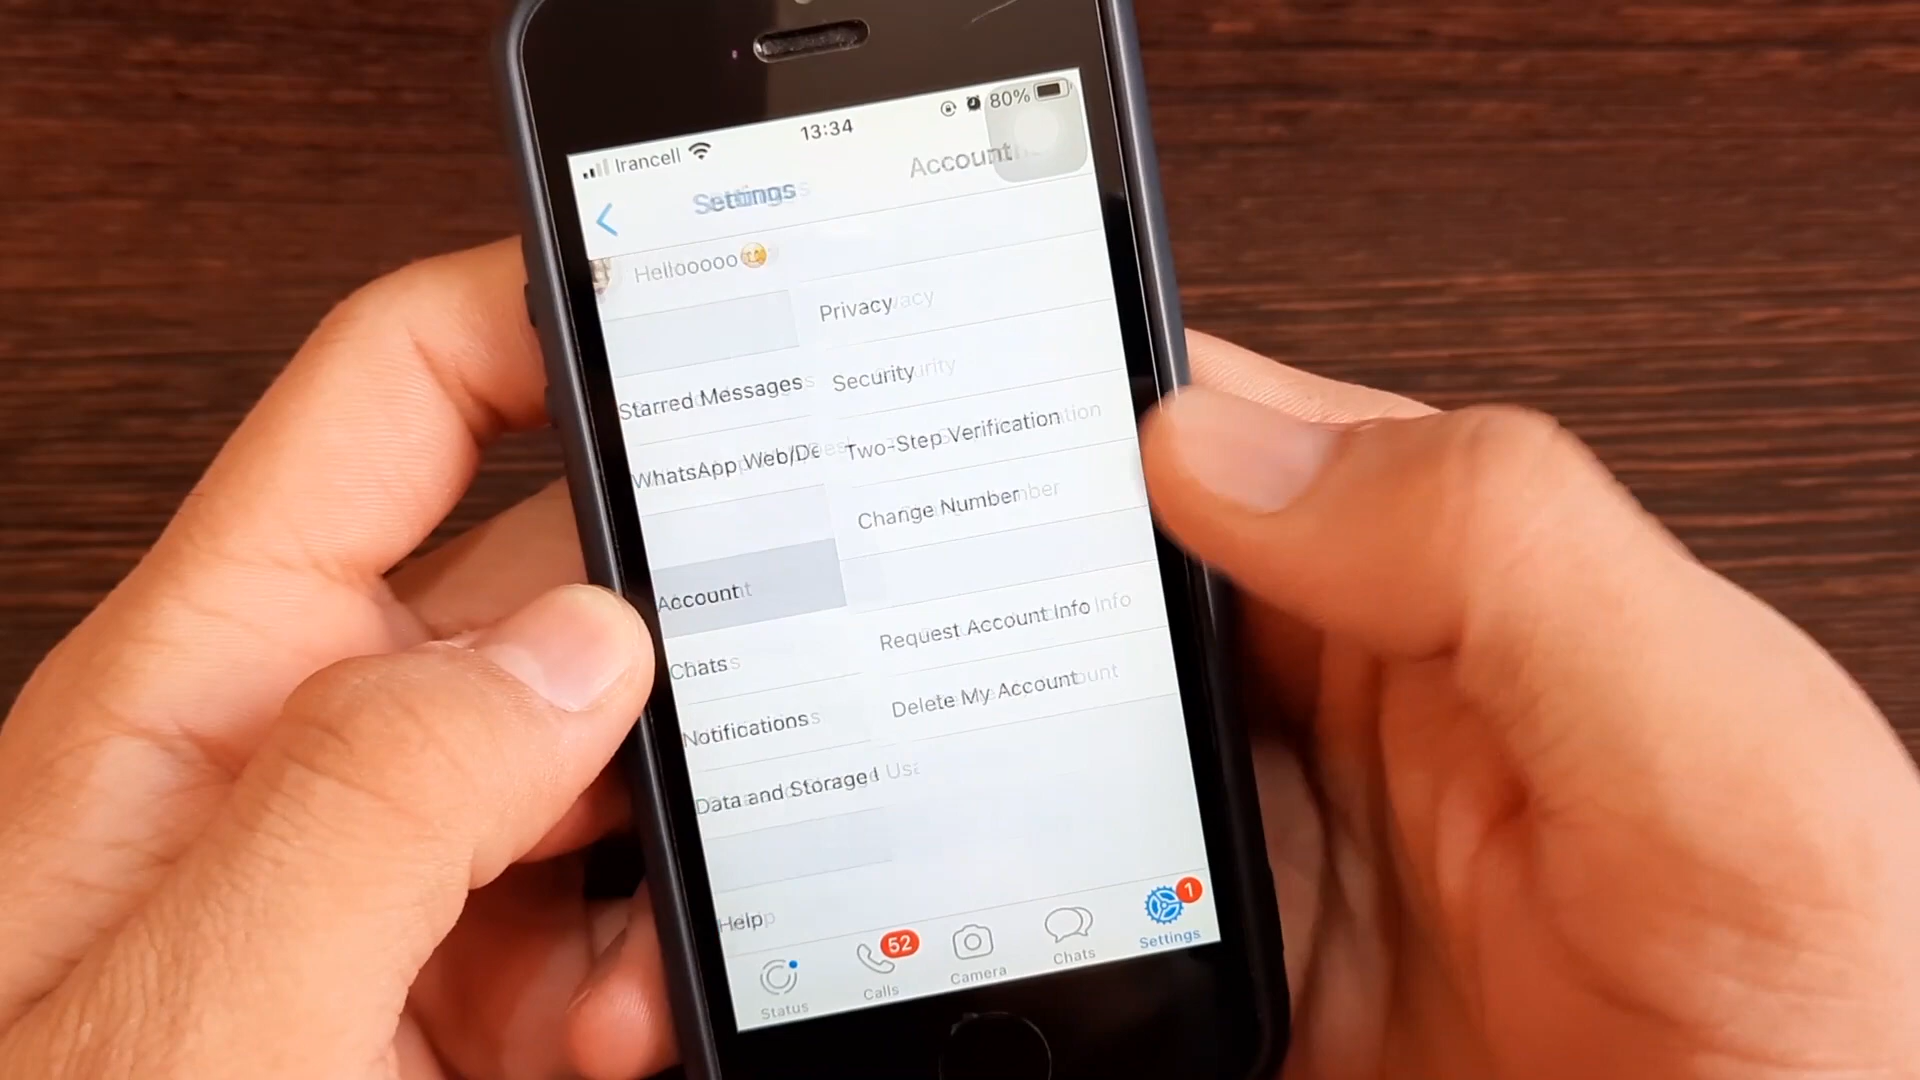 Irancell
13:34
80%
Settings
Account
Hellooooo
Privacy
Starred Messages
Security
WhatsApp Web/De
Two-Step Verification
Change Number
Account
Request Account Info
Chats
Delete My Account
Notifications
Data and Storage Usa
Help
Status
52
Calls
Camera
Chats
1
Settings